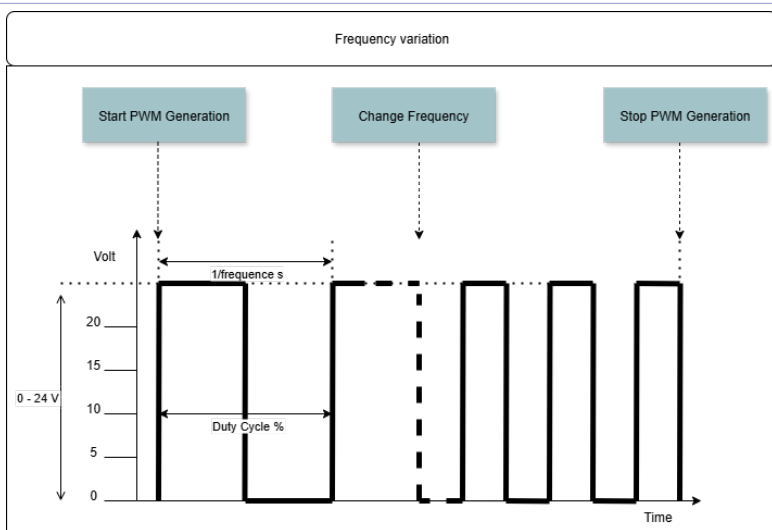 Frequency variation
Start PWM Generation
Change Frequency
Stop PWM Generation
Volt
1/frequence s
20
15
0 - 24 V
10
Duty Cycle %
5
0
Time